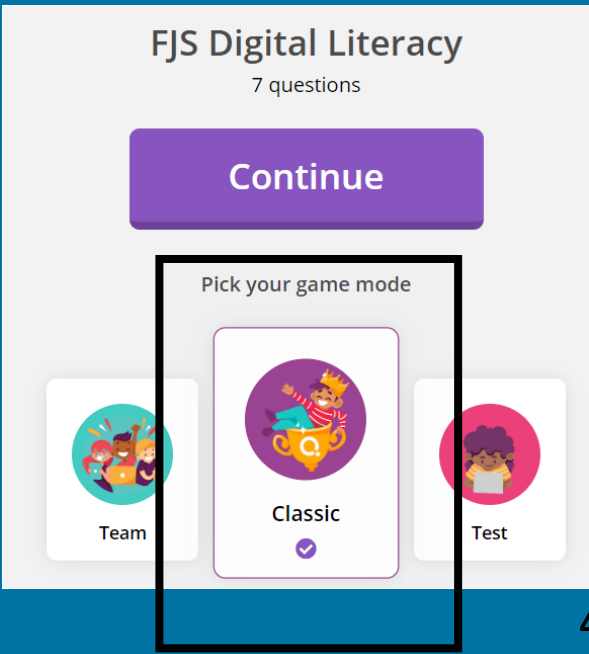 FJS Digital Literacy
7 questions
Continue
Pick your game mode
Team
Classic
Test